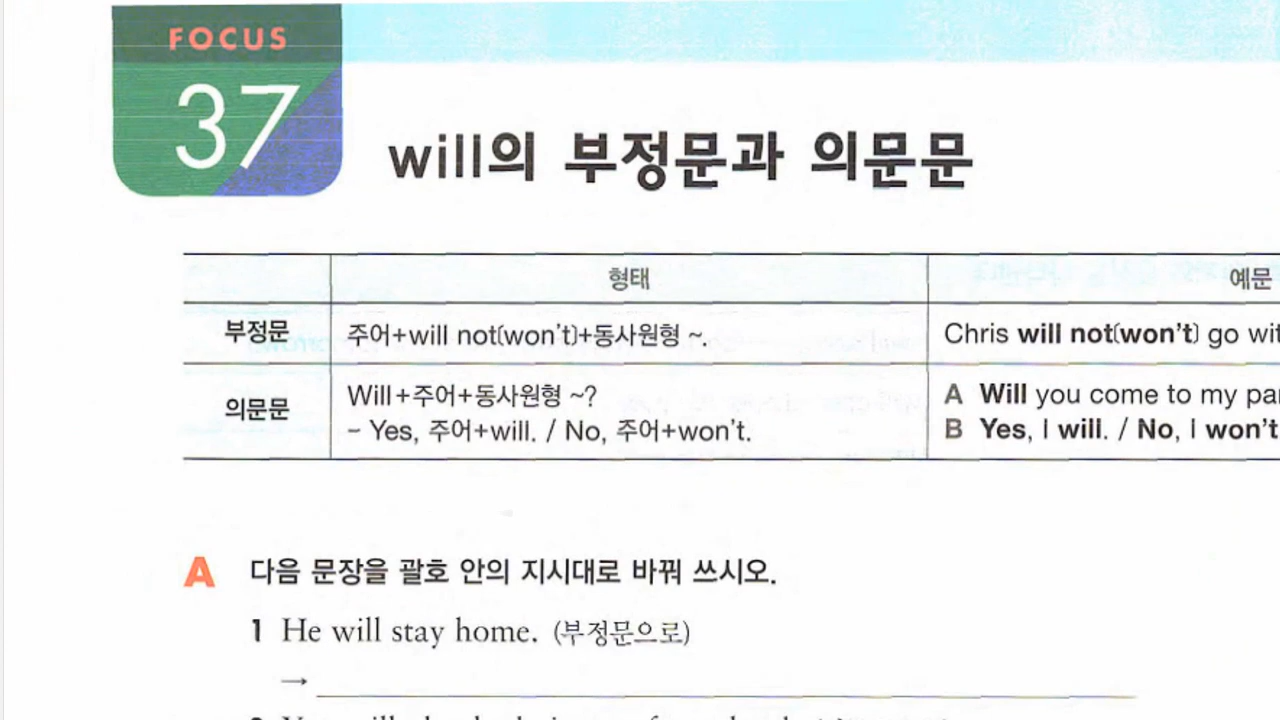 FOCUS
37
will의 부정문과 의문문
형태
예문
부정문
주어+will not(won't)+동사원형 ~.
Chris will not(won't) go wit
의문문
Will+주어+동사원형 ~?
A Will you come to my par
– Yes, 주어+will. / No, 주어+won't.
B Yes, I will. / No, I won't
A 다음 문장을 괄호 안의 지시대로 바꿔 쓰시오.
1 He will stay home. (부정문으로)
→